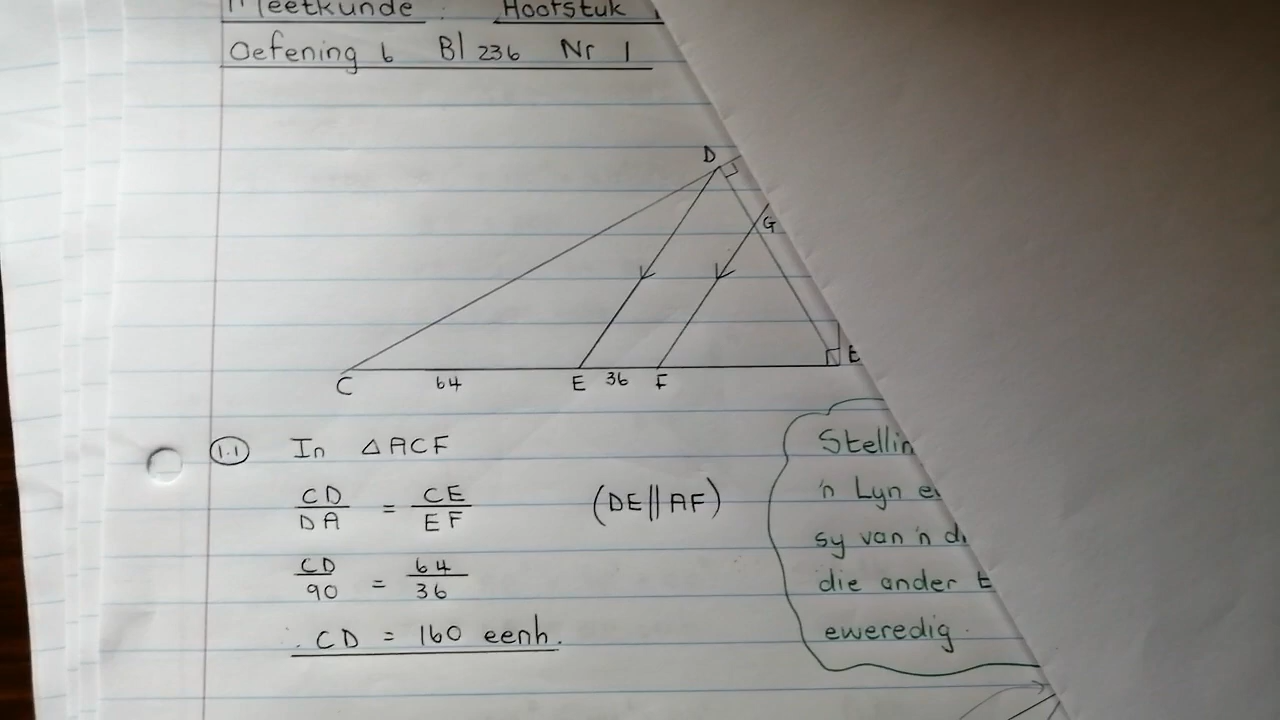 Meetkunde : Hoofstuk
Oefening 6 Bl 236 Nr 1
D
G
E
C 64 E 36 F
1.1 In △ACF
CD/DA = CE/EF (DE||AF)
CD/90 = 64/36
∴ CD = 160 eenh.
'n Lyn
sy van 'n
die ander
eweredig